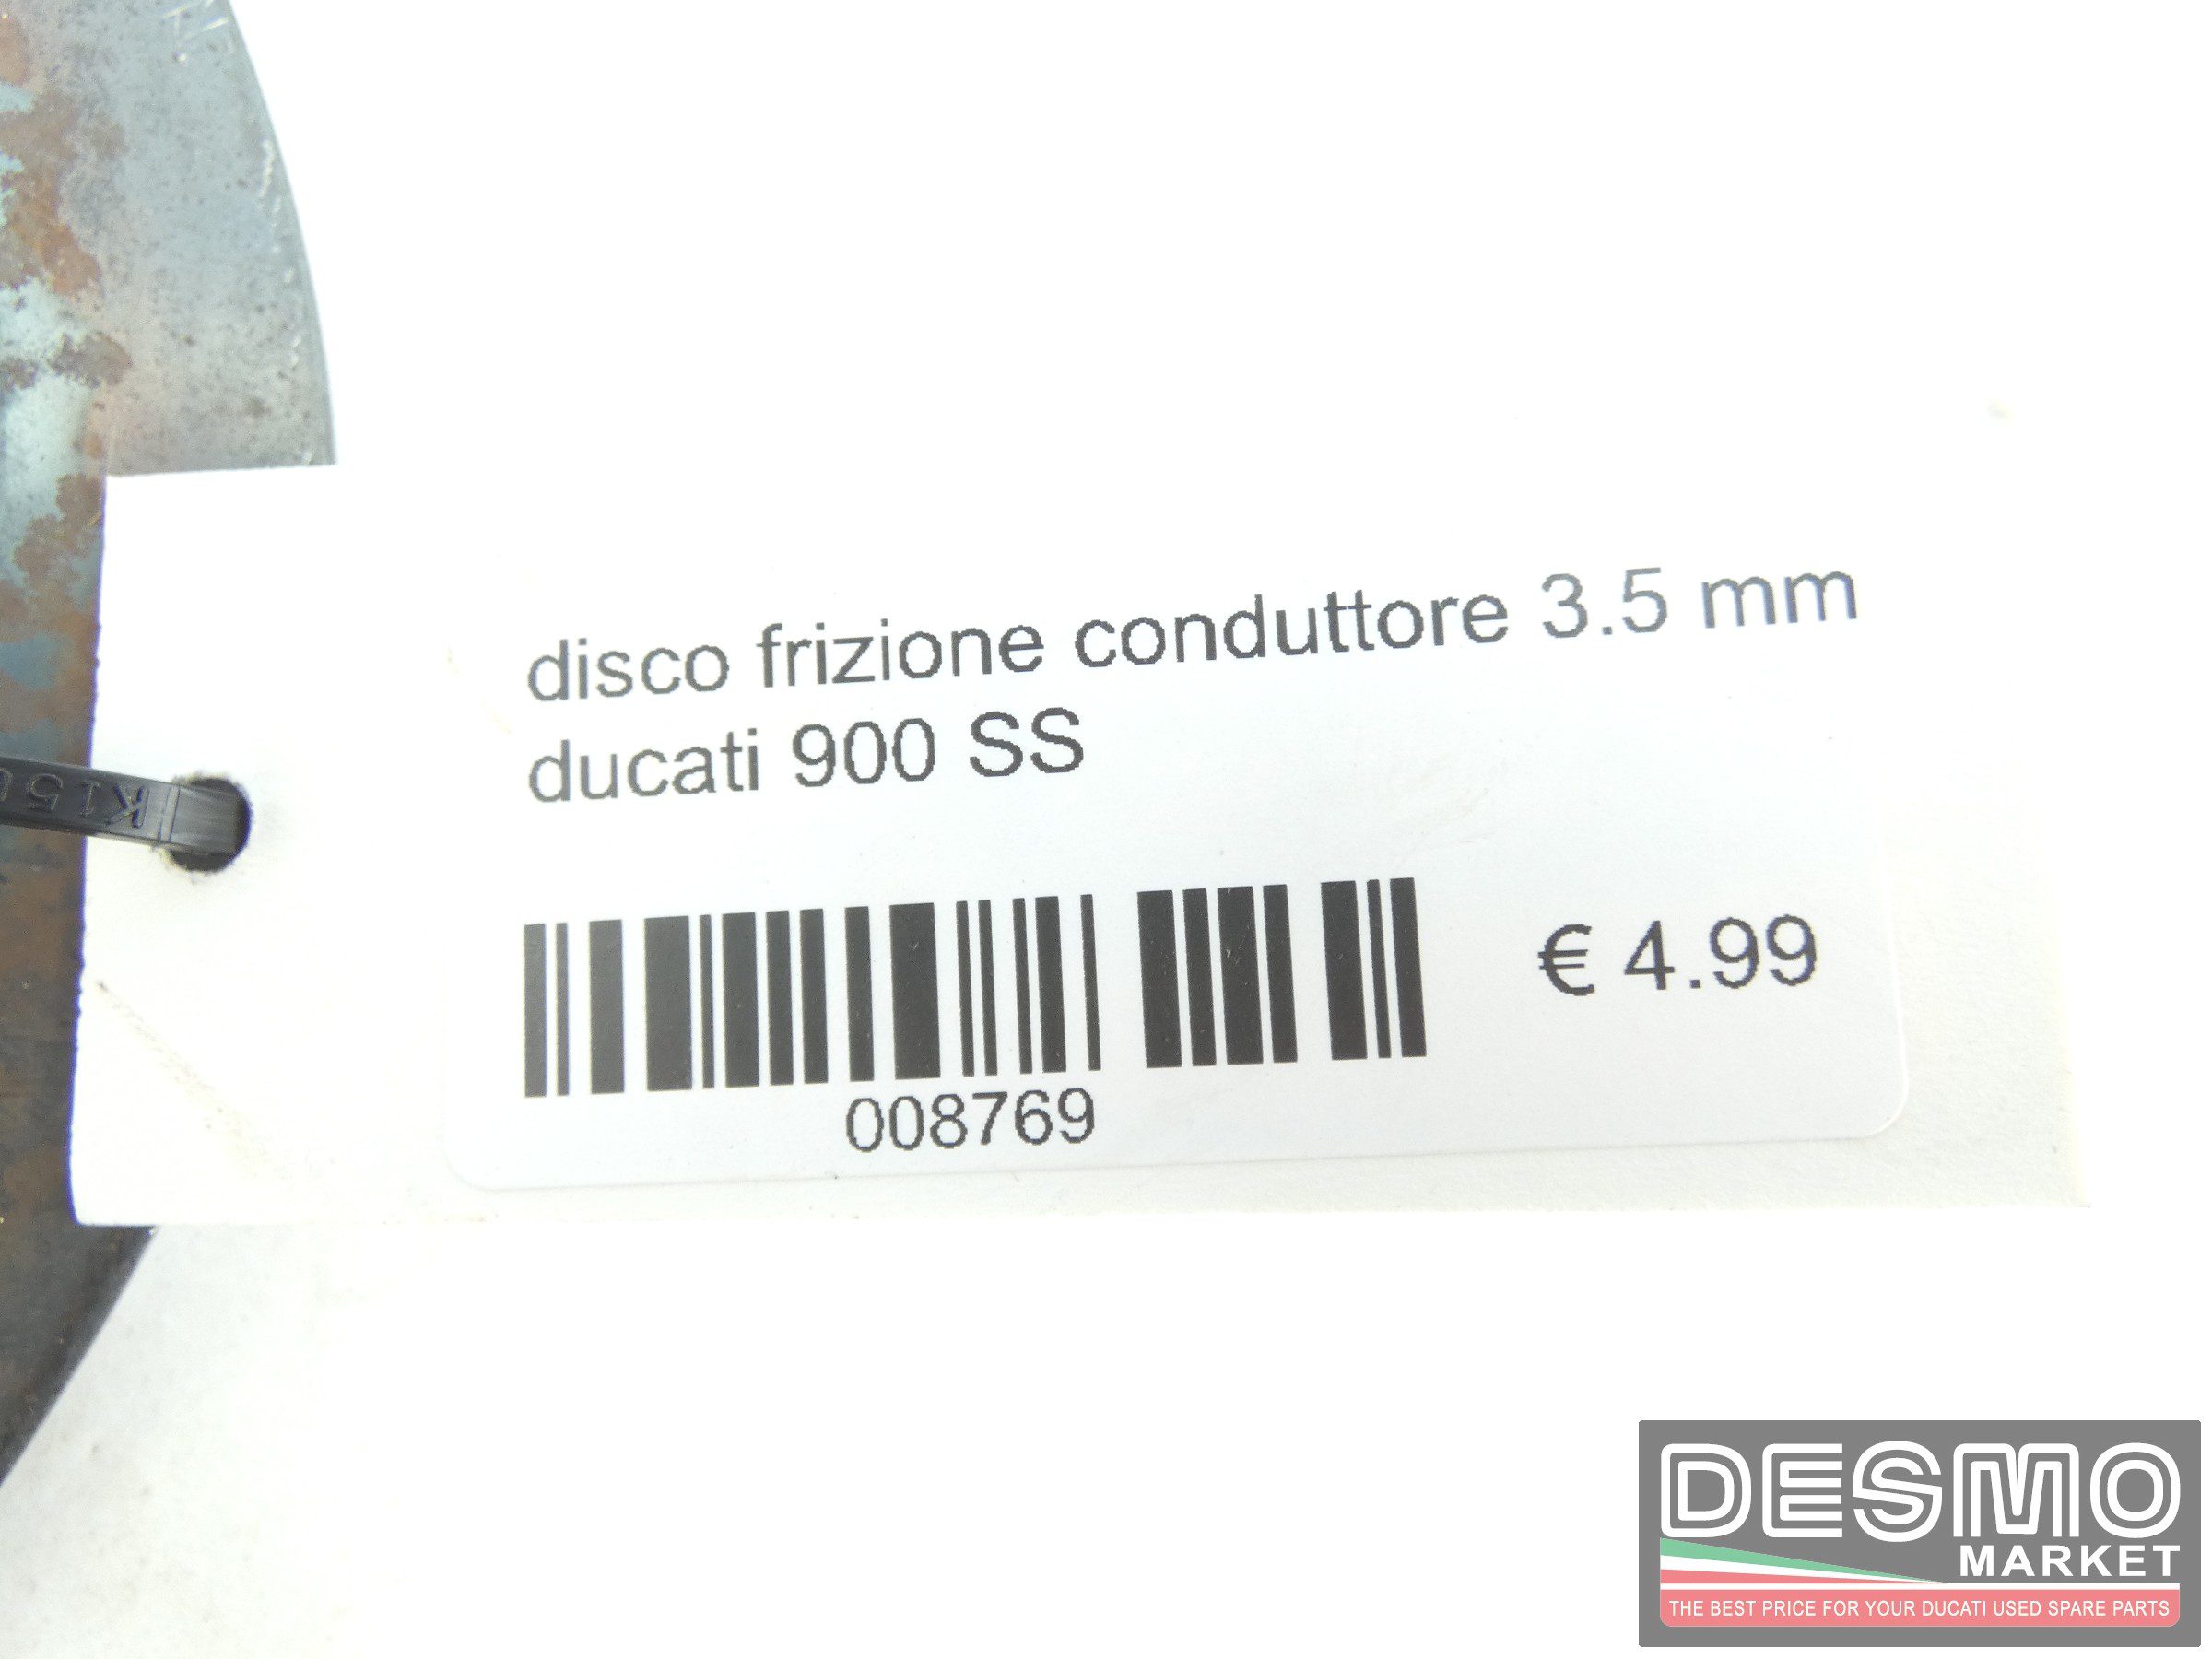 disco frizione conduttore 3.5 mm
ducati 900 SS
€ 4.99
008769
DESMO
MARKET
THE BEST PRICE FOR YOUR DUCATI USED SPARE PARTS